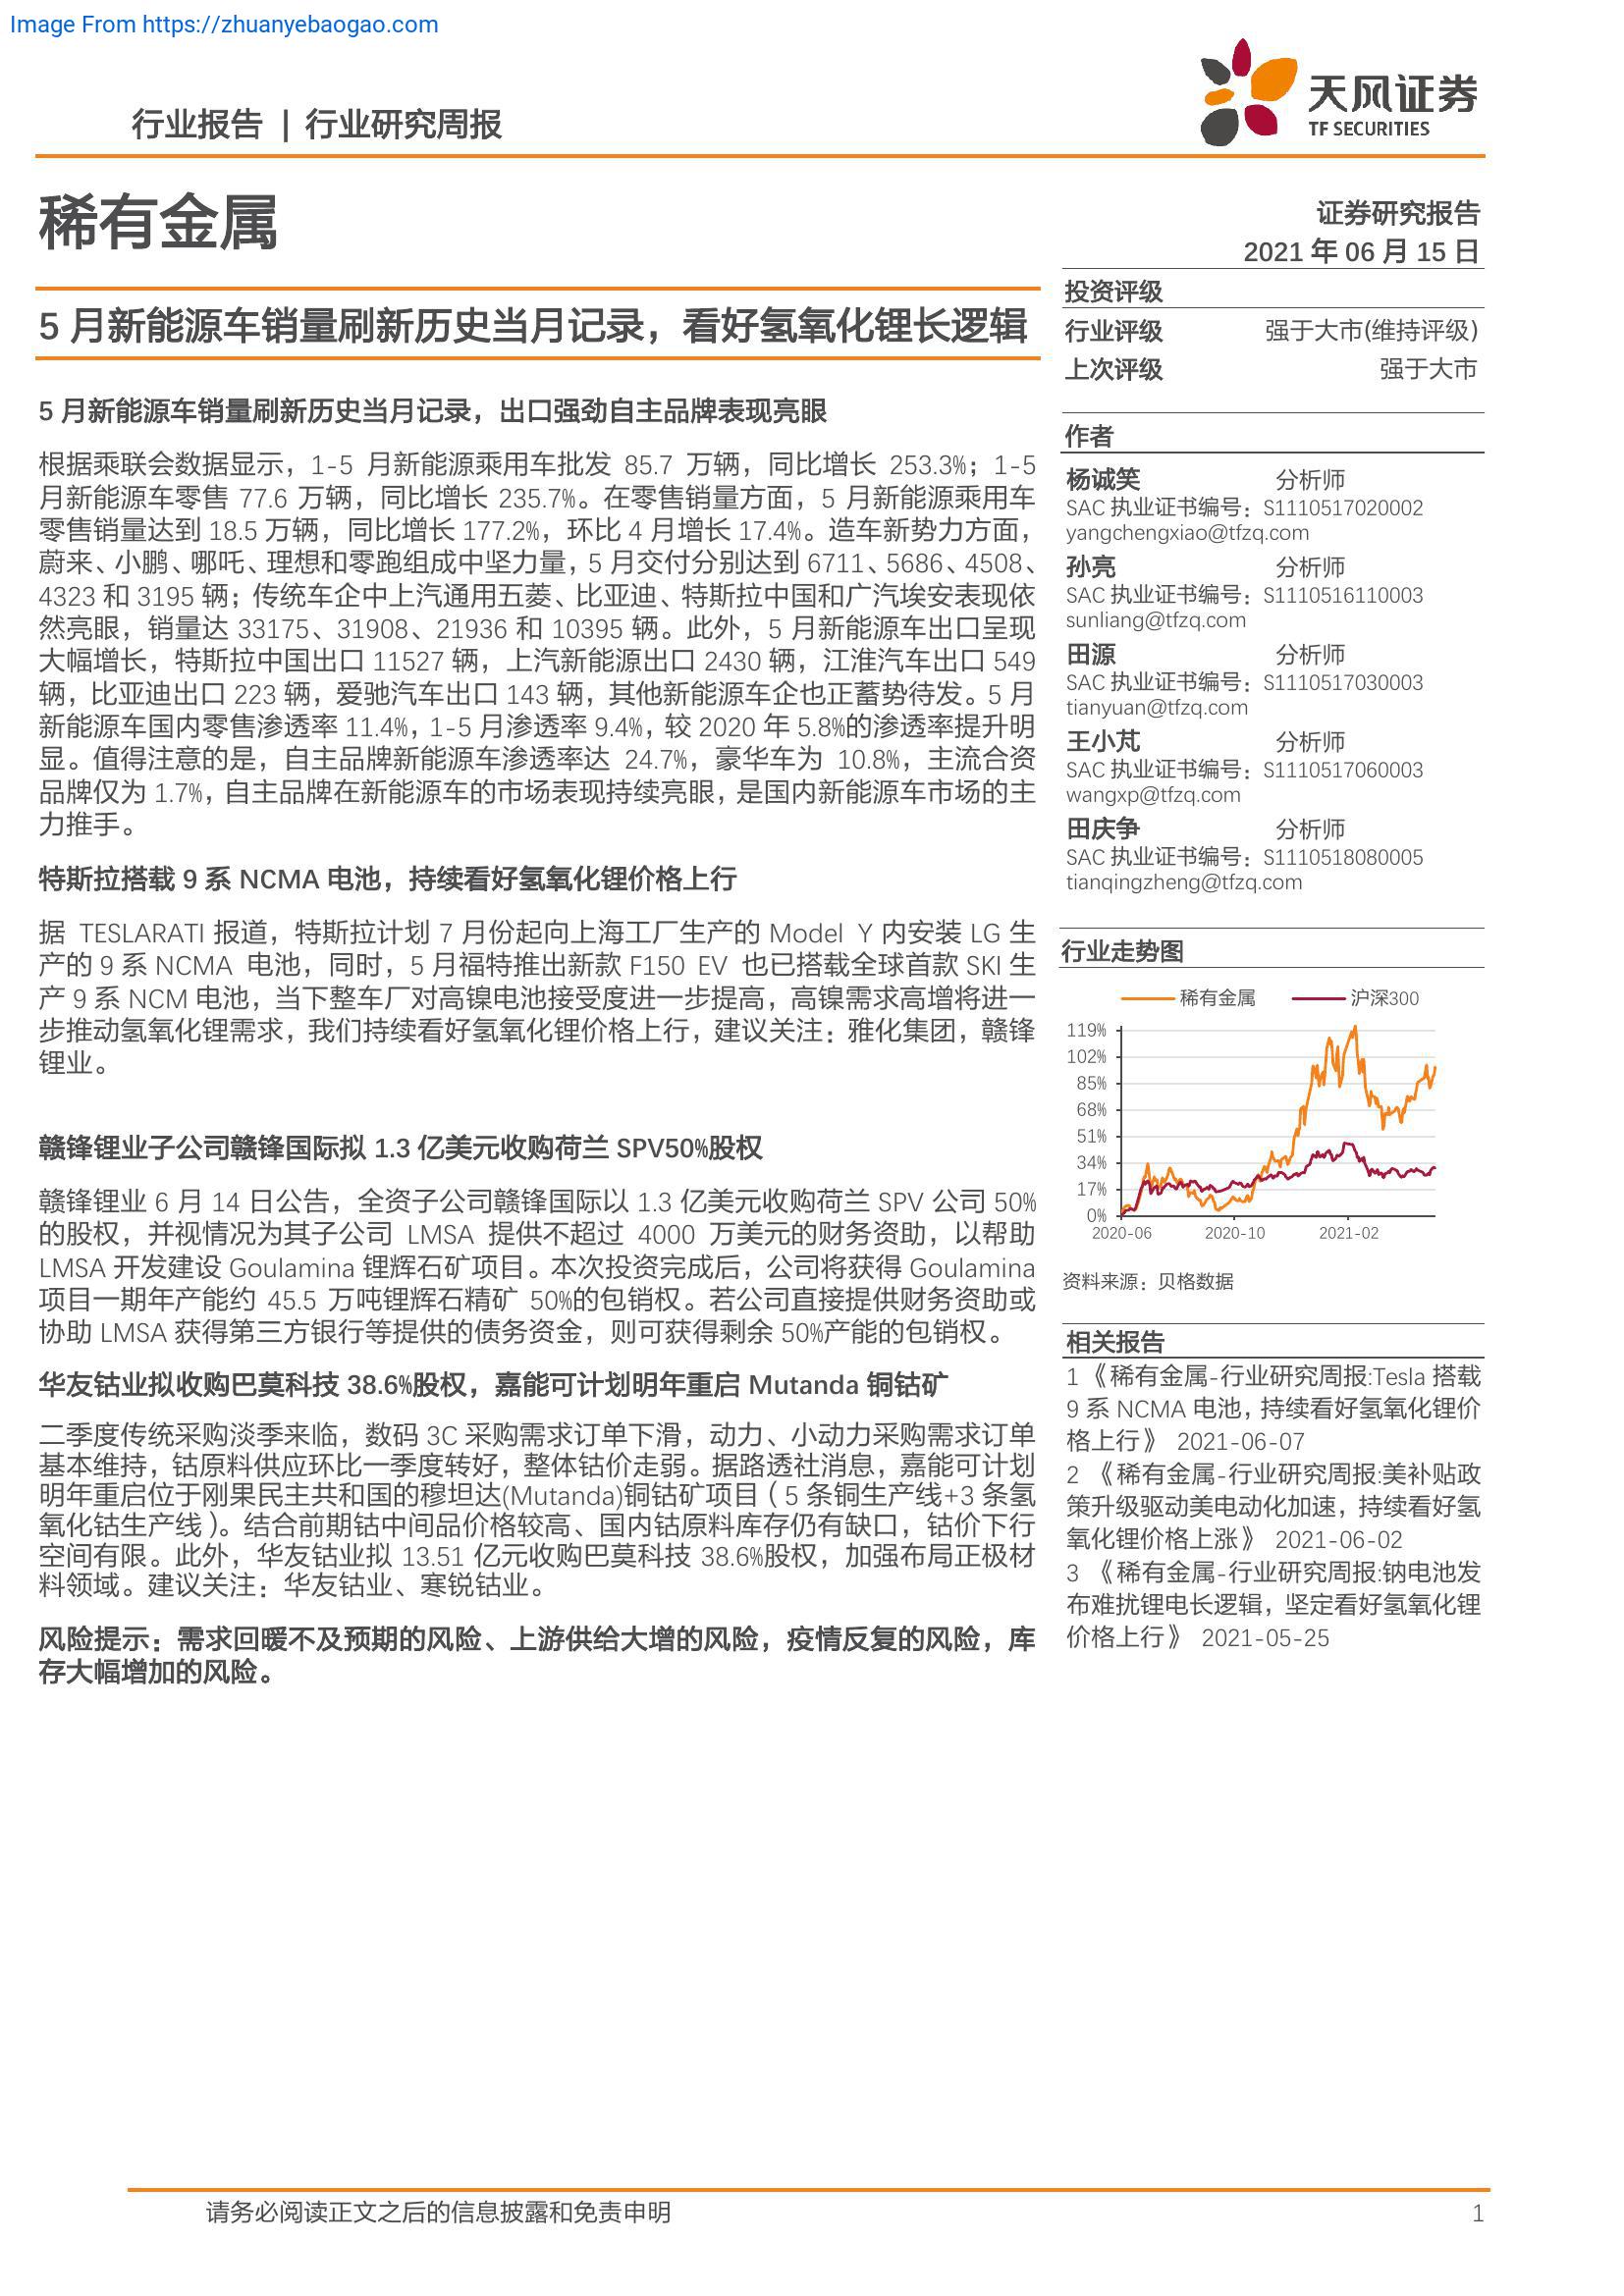 Image From https://zhuanyebaogao.com
行业报告 | 行业研究周报
天风证券
TF SECURITIES
稀有金属
证券研究报告
2021 年 06 月 15 日
5 月新能源车销量刷新历史当月记录，看好氢氧化锂长逻辑
5 月新能源车销量刷新历史当月记录，出口强劲自主品牌表现亮眼
根据乘联会数据显示，1-5 月新能源乘用车批发 85.7 万辆，同比增长 253.3%；1-5
月新能源车零售 77.6 万辆，同比增长 235.7%。在零售销量方面，5 月新能源乘用车
零售销量达到 18.5 万辆，同比增长 177.2%，环比 4 月增长 17.4%。造车新势力方面，
蔚来、小鹏、哪吒、理想和零跑组成中坚力量，5 月交付分别达到 6711、5686、4508、
4323 和 3195 辆；传统车企中上汽通用五菱、比亚迪、特斯拉中国和广汽埃安表现依
然亮眼，销量达 33175、31908、21936 和 10395 辆。此外，5 月新能源车出口呈现
大幅增长，特斯拉中国出口 11527 辆，上汽新能源出口 2430 辆，江淮汽车出口 549
辆，比亚迪出口 223 辆，爱驰汽车出口 143 辆，其他新能源车企也正蓄势待发。5 月
新能源车国内零售渗透率 11.4%，1-5 月渗透率 9.4%，较 2020 年 5.8%的渗透率提升明
显。值得注意的是，自主品牌新能源车渗透率达 24.7%，豪华车为 10.8%，主流合资
品牌仅为 1.7%，自主品牌在新能源车的市场表现持续亮眼，是国内新能源车市场的主
力推手。
特斯拉搭载 9 系 NCMA 电池，持续看好氢氧化锂价格上行
据 TESLARATI 报道，特斯拉计划 7 月份起向上海工厂生产的 Model Y 内安装 LG 生
产的 9 系 NCMA 电池，同时，5 月福特推出新款 F150 EV 也已搭载全球首款 SKI 生
产 9 系 NCM 电池，当下整车厂对高镍电池接受度进一步提高，高镍需求高增将进一
步推动氢氧化锂需求，我们持续看好氢氧化锂价格上行，建议关注：雅化集团，赣锋
锂业。
赣锋锂业子公司赣锋国际拟 1.3 亿美元收购荷兰 SPV50%股权
赣锋锂业 6 月 14 日公告，全资子公司赣锋国际以 1.3 亿美元收购荷兰 SPV 公司 50%
的股权，并视情况为其子公司 LMSA 提供不超过 4000 万美元的财务资助，以帮助
LMSA 开发建设 Goulamina 锂辉石矿项目。本次投资完成后，公司将获得 Goulamina
项目一期年产能约 45.5 万吨锂辉石精矿 50%的包销权。若公司直接提供财务资助或
协助 LMSA 获得第三方银行等提供的债务资金，则可获得剩余 50%产能的包销权。
华友钴业拟收购巴莫科技 38.6%股权，嘉能可计划明年重启 Mutanda 铜钴矿
二季度传统采购淡季来临，数码 3C 采购需求订单下滑，动力、小动力采购需求订单
基本维持，钴原料供应环比一季度转好，整体钴价走弱。据路透社消息，嘉能可计划
明年重启位于刚果民主共和国的穆坦达(Mutanda)铜钴矿项目（5 条铜生产线+3 条氢
氧化钴生产线）。结合前期钴中间品价格较高、国内钴原料库存仍有缺口，钴价下行
空间有限。此外，华友钴业拟 13.51 亿元收购巴莫科技 38.6%股权，加强布局正极材
料领域。建议关注：华友钴业、寒锐钴业。
风险提示：需求回暖不及预期的风险、上游供给大增的风险，疫情反复的风险，库
存大幅增加的风险。
投资评级
行业评级 强于大市(维持评级)
上次评级 强于大市
作者
杨诚笑 分析师
SAC 执业证书编号：S1110517020002
yangchengxiao@tfzq.com
孙亮 分析师
SAC 执业证书编号：S1110516110003
sunliang@tfzq.com
田源 分析师
SAC 执业证书编号：S1110517030003
tianyuan@tfzq.com
王小芃 分析师
SAC 执业证书编号：S1110517060003
wangxp@tfzq.com
田庆争 分析师
SAC 执业证书编号：S1110518080005
tianqingzheng@tfzq.com
行业走势图
稀有金属 沪深300
119%
102%
85%
68%
51%
34%
17%
0%
2020-06 2020-10 2021-02
资料来源：贝格数据
相关报告
1 《稀有金属-行业研究周报:Tesla 搭载
9 系 NCMA 电池，持续看好氢氧化锂价
格上行》 2021-06-07
2 《稀有金属-行业研究周报:美补贴政
策升级驱动美电动化加速，持续看好氢
氧化锂价格上涨》 2021-06-02
3 《稀有金属-行业研究周报:钠电池发
布难扰锂电长逻辑，坚定看好氢氧化锂
价格上行》 2021-05-25
请务必阅读正文之后的信息披露和免责申明 1